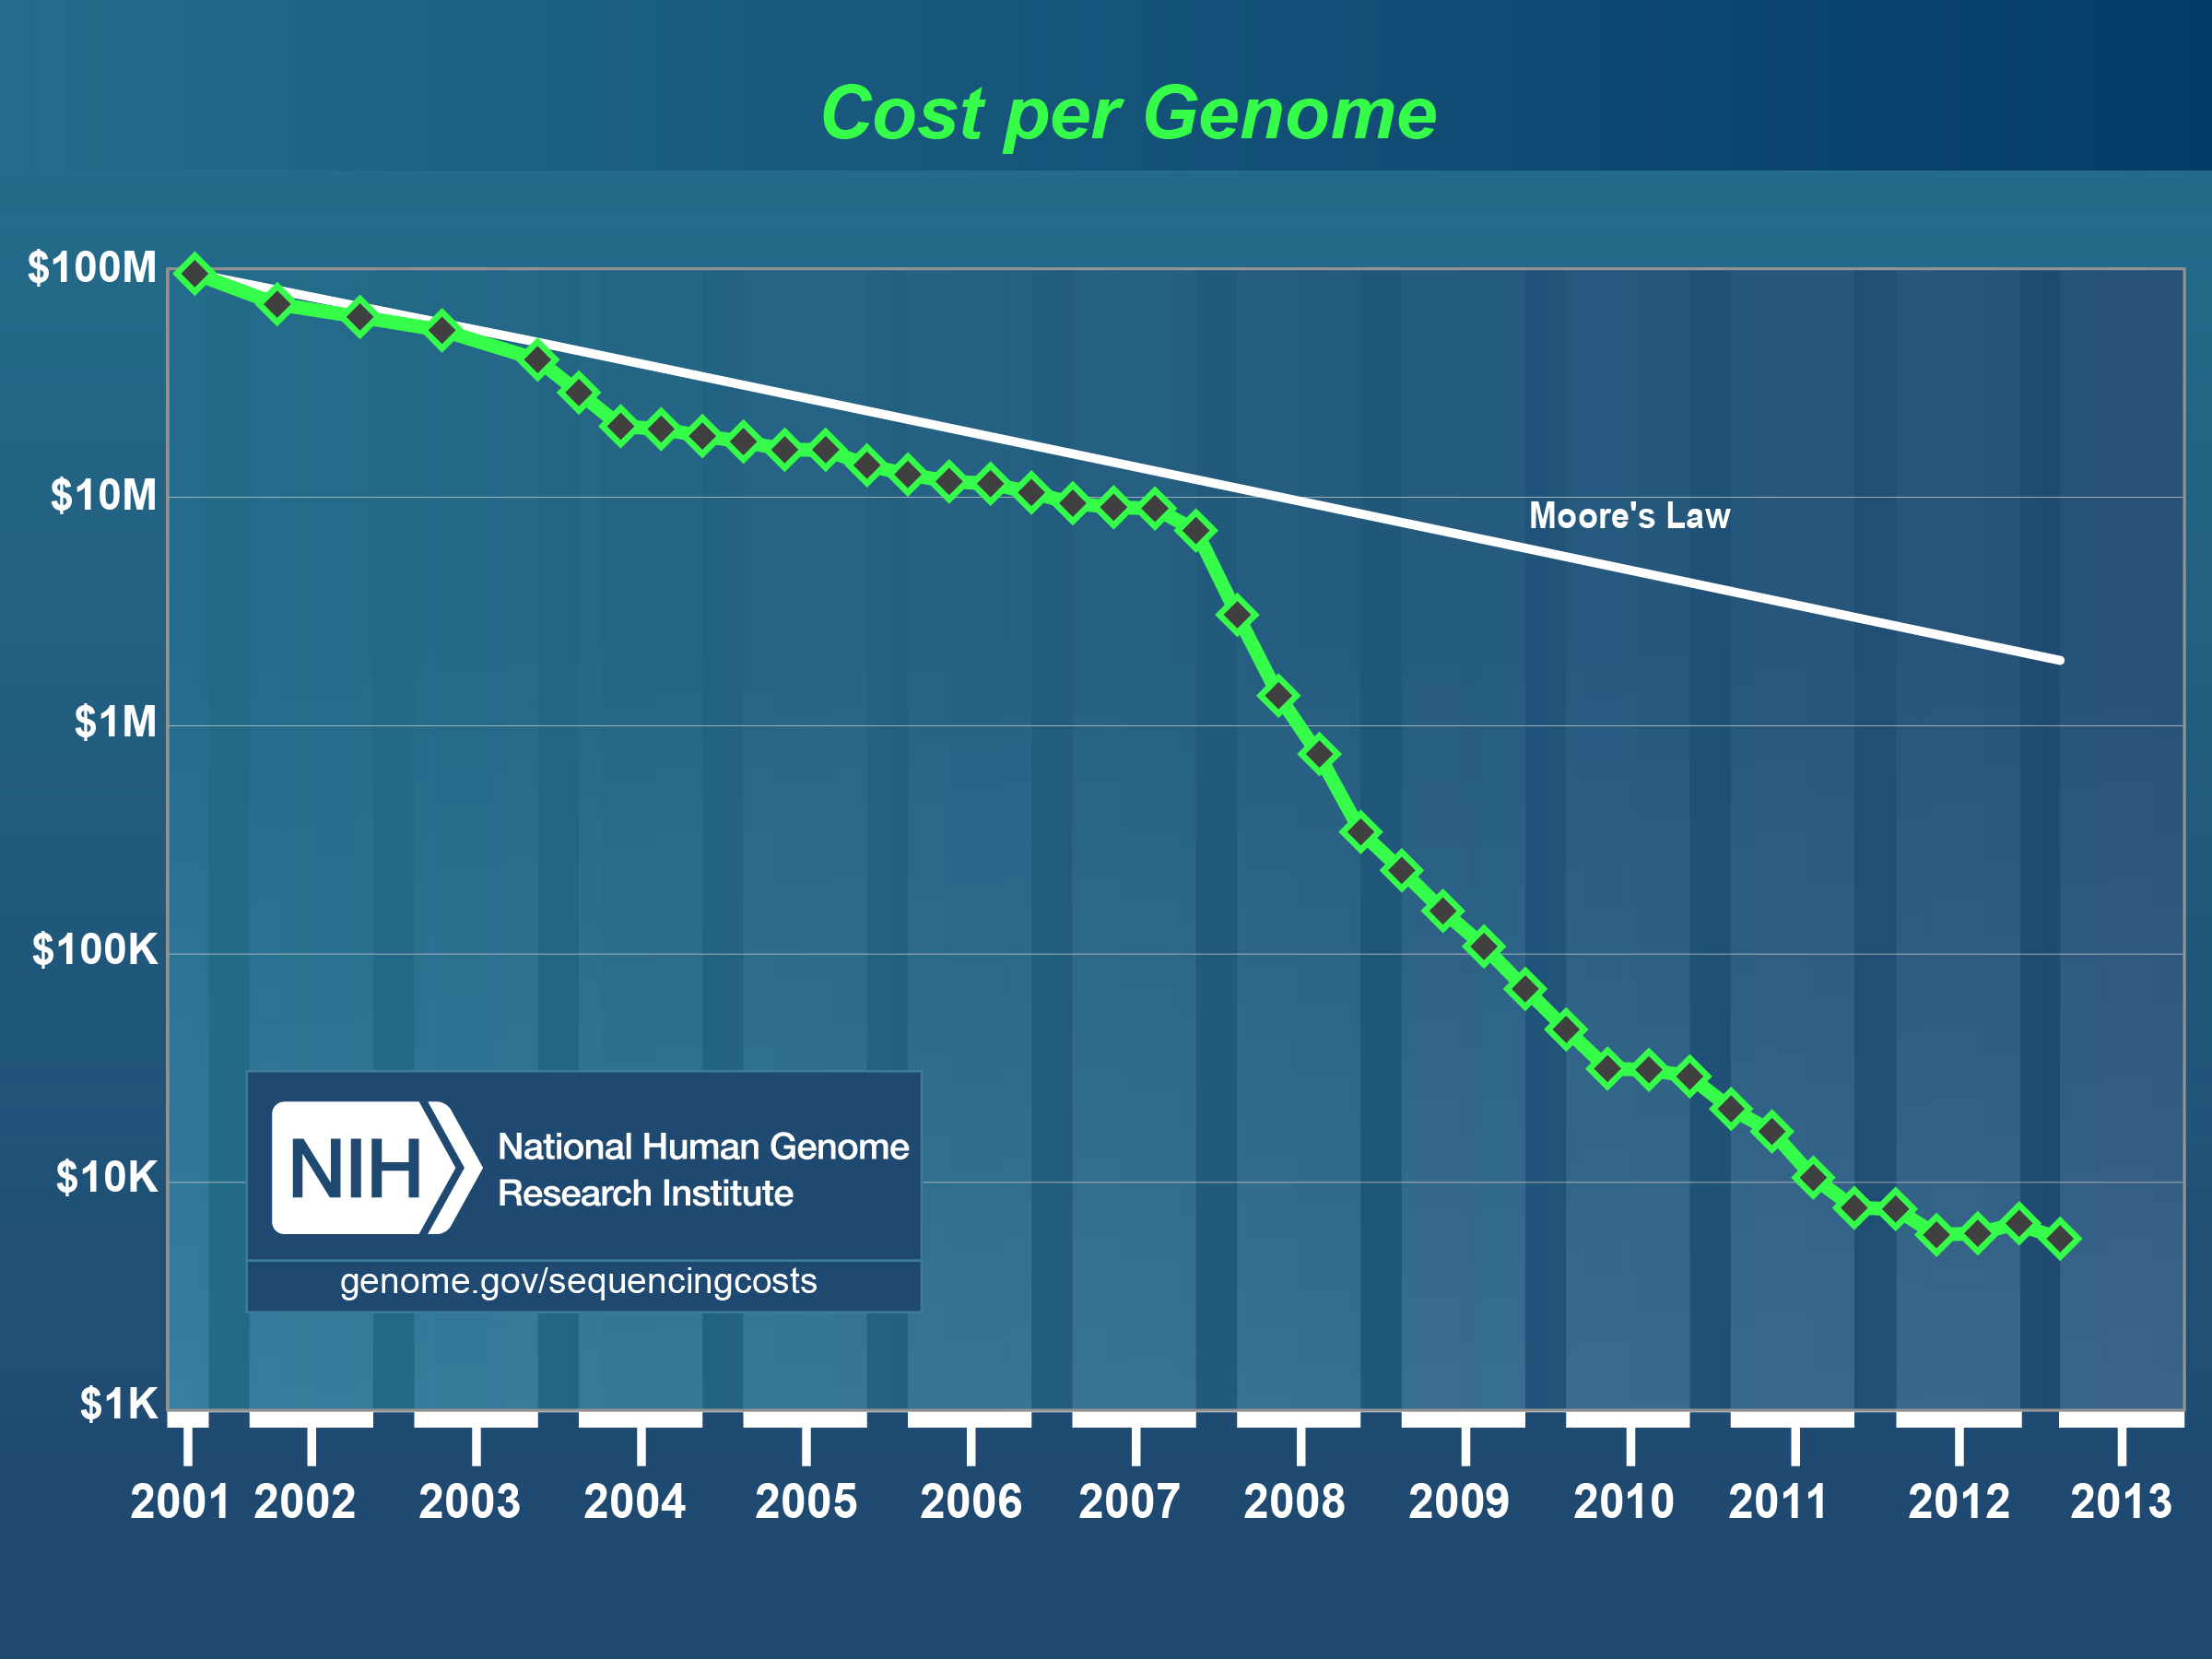 Cost per Genome
$100M
$10M
Moore's Law
$1M
$100K
$10K
$1K
NIH
National Human Genome
Research Institute
genome.gov/sequencingcosts
2001 2002 2003 2004 2005 2006 2007 2008 2009 2010 2011 2012 2013